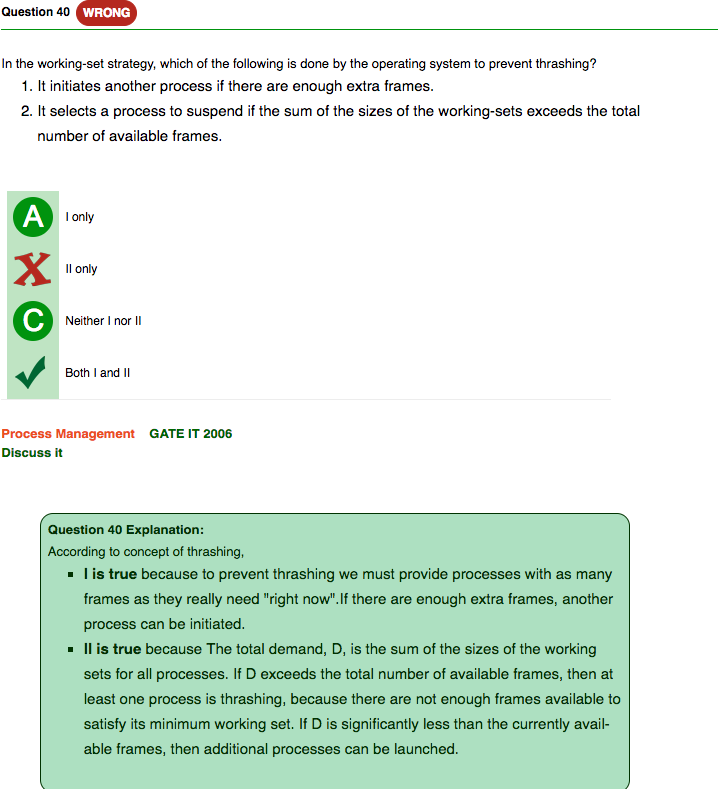 Question 40 WRONG
In the working-set strategy, which of the following is done by the operating system to prevent thrashing?
1. It initiates another process if there are enough extra frames.
2. It selects a process to suspend if the sum of the sizes of the working-sets exceeds the total
number of available frames.
A I only
X II only
C Neither I nor II
Both I and II
Process Management GATE IT 2006
Discuss it
Question 40 Explanation:
According to concept of thrashing,
▪ I is true because to prevent thrashing we must provide processes with as many
frames as they really need "right now".If there are enough extra frames, another
process can be initiated.
▪ II is true because The total demand, D, is the sum of the sizes of the working
sets for all processes. If D exceeds the total number of available frames, then at
least one process is thrashing, because there are not enough frames available to
satisfy its minimum working set. If D is significantly less than the currently avail-
able frames, then additional processes can be launched.